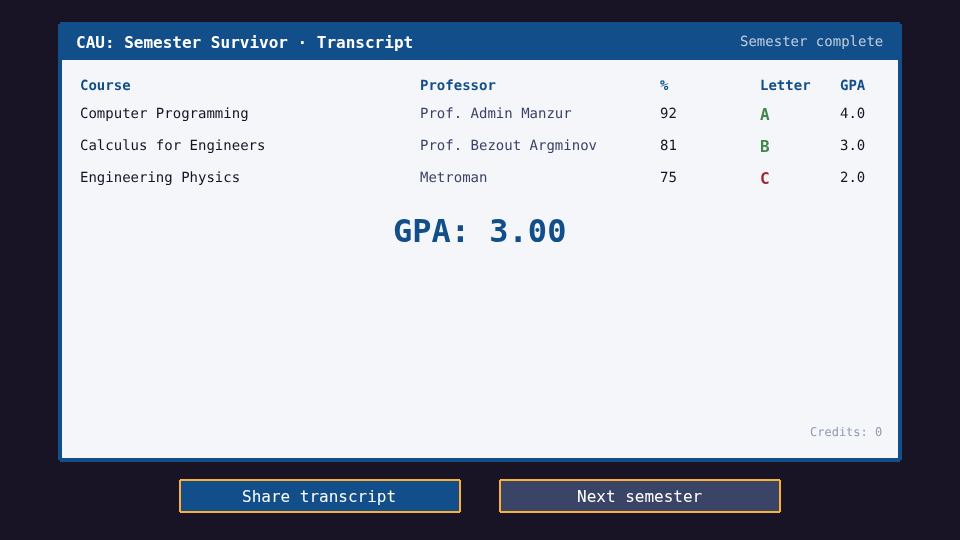 CAU: Semester Survivor · Transcript Semester complete
Course Professor % Letter GPA
Computer Programming Prof. Admin Manzur 92 A 4.0
Calculus for Engineers Prof. Bezout Argminov 81 B 3.0
Engineering Physics Metroman 75 C 2.0
GPA: 3.00
Credits: 0
Share transcript Next semester